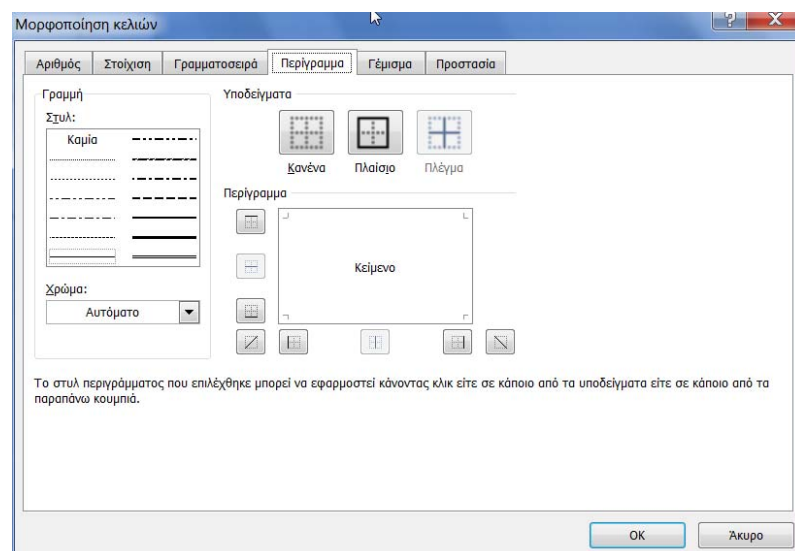 Μορφοποίηση κελιών
Αριθμός Στοίχιση Γραμματοσειρά Περίγραμμα Γέμισμα Προστασία
Γραμμή
Στυλ:
Καμία
Χρώμα:
Αυτόματο
Υποδείγματα
Κανένα Πλαίσιο Πλέγμα
Περίγραμμα
Κείμενο
Το στυλ περιγράμματος που επιλέχθηκε μπορεί να εφαρμοστεί κάνοντας κλικ είτε σε κάποιο από τα υποδείγματα είτε σε κάποιο από τα
παραπάνω κουμπιά.
OK Άκυρο